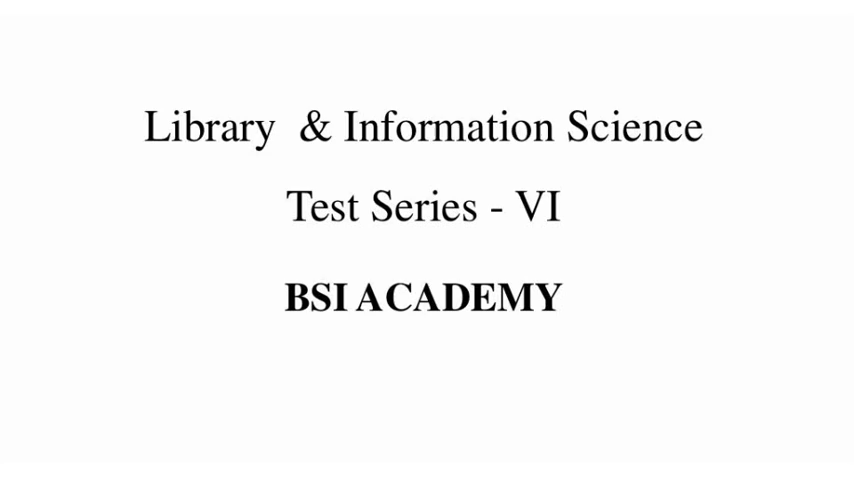 Library & Information Science
Test Series - VI
BSI ACADEMY